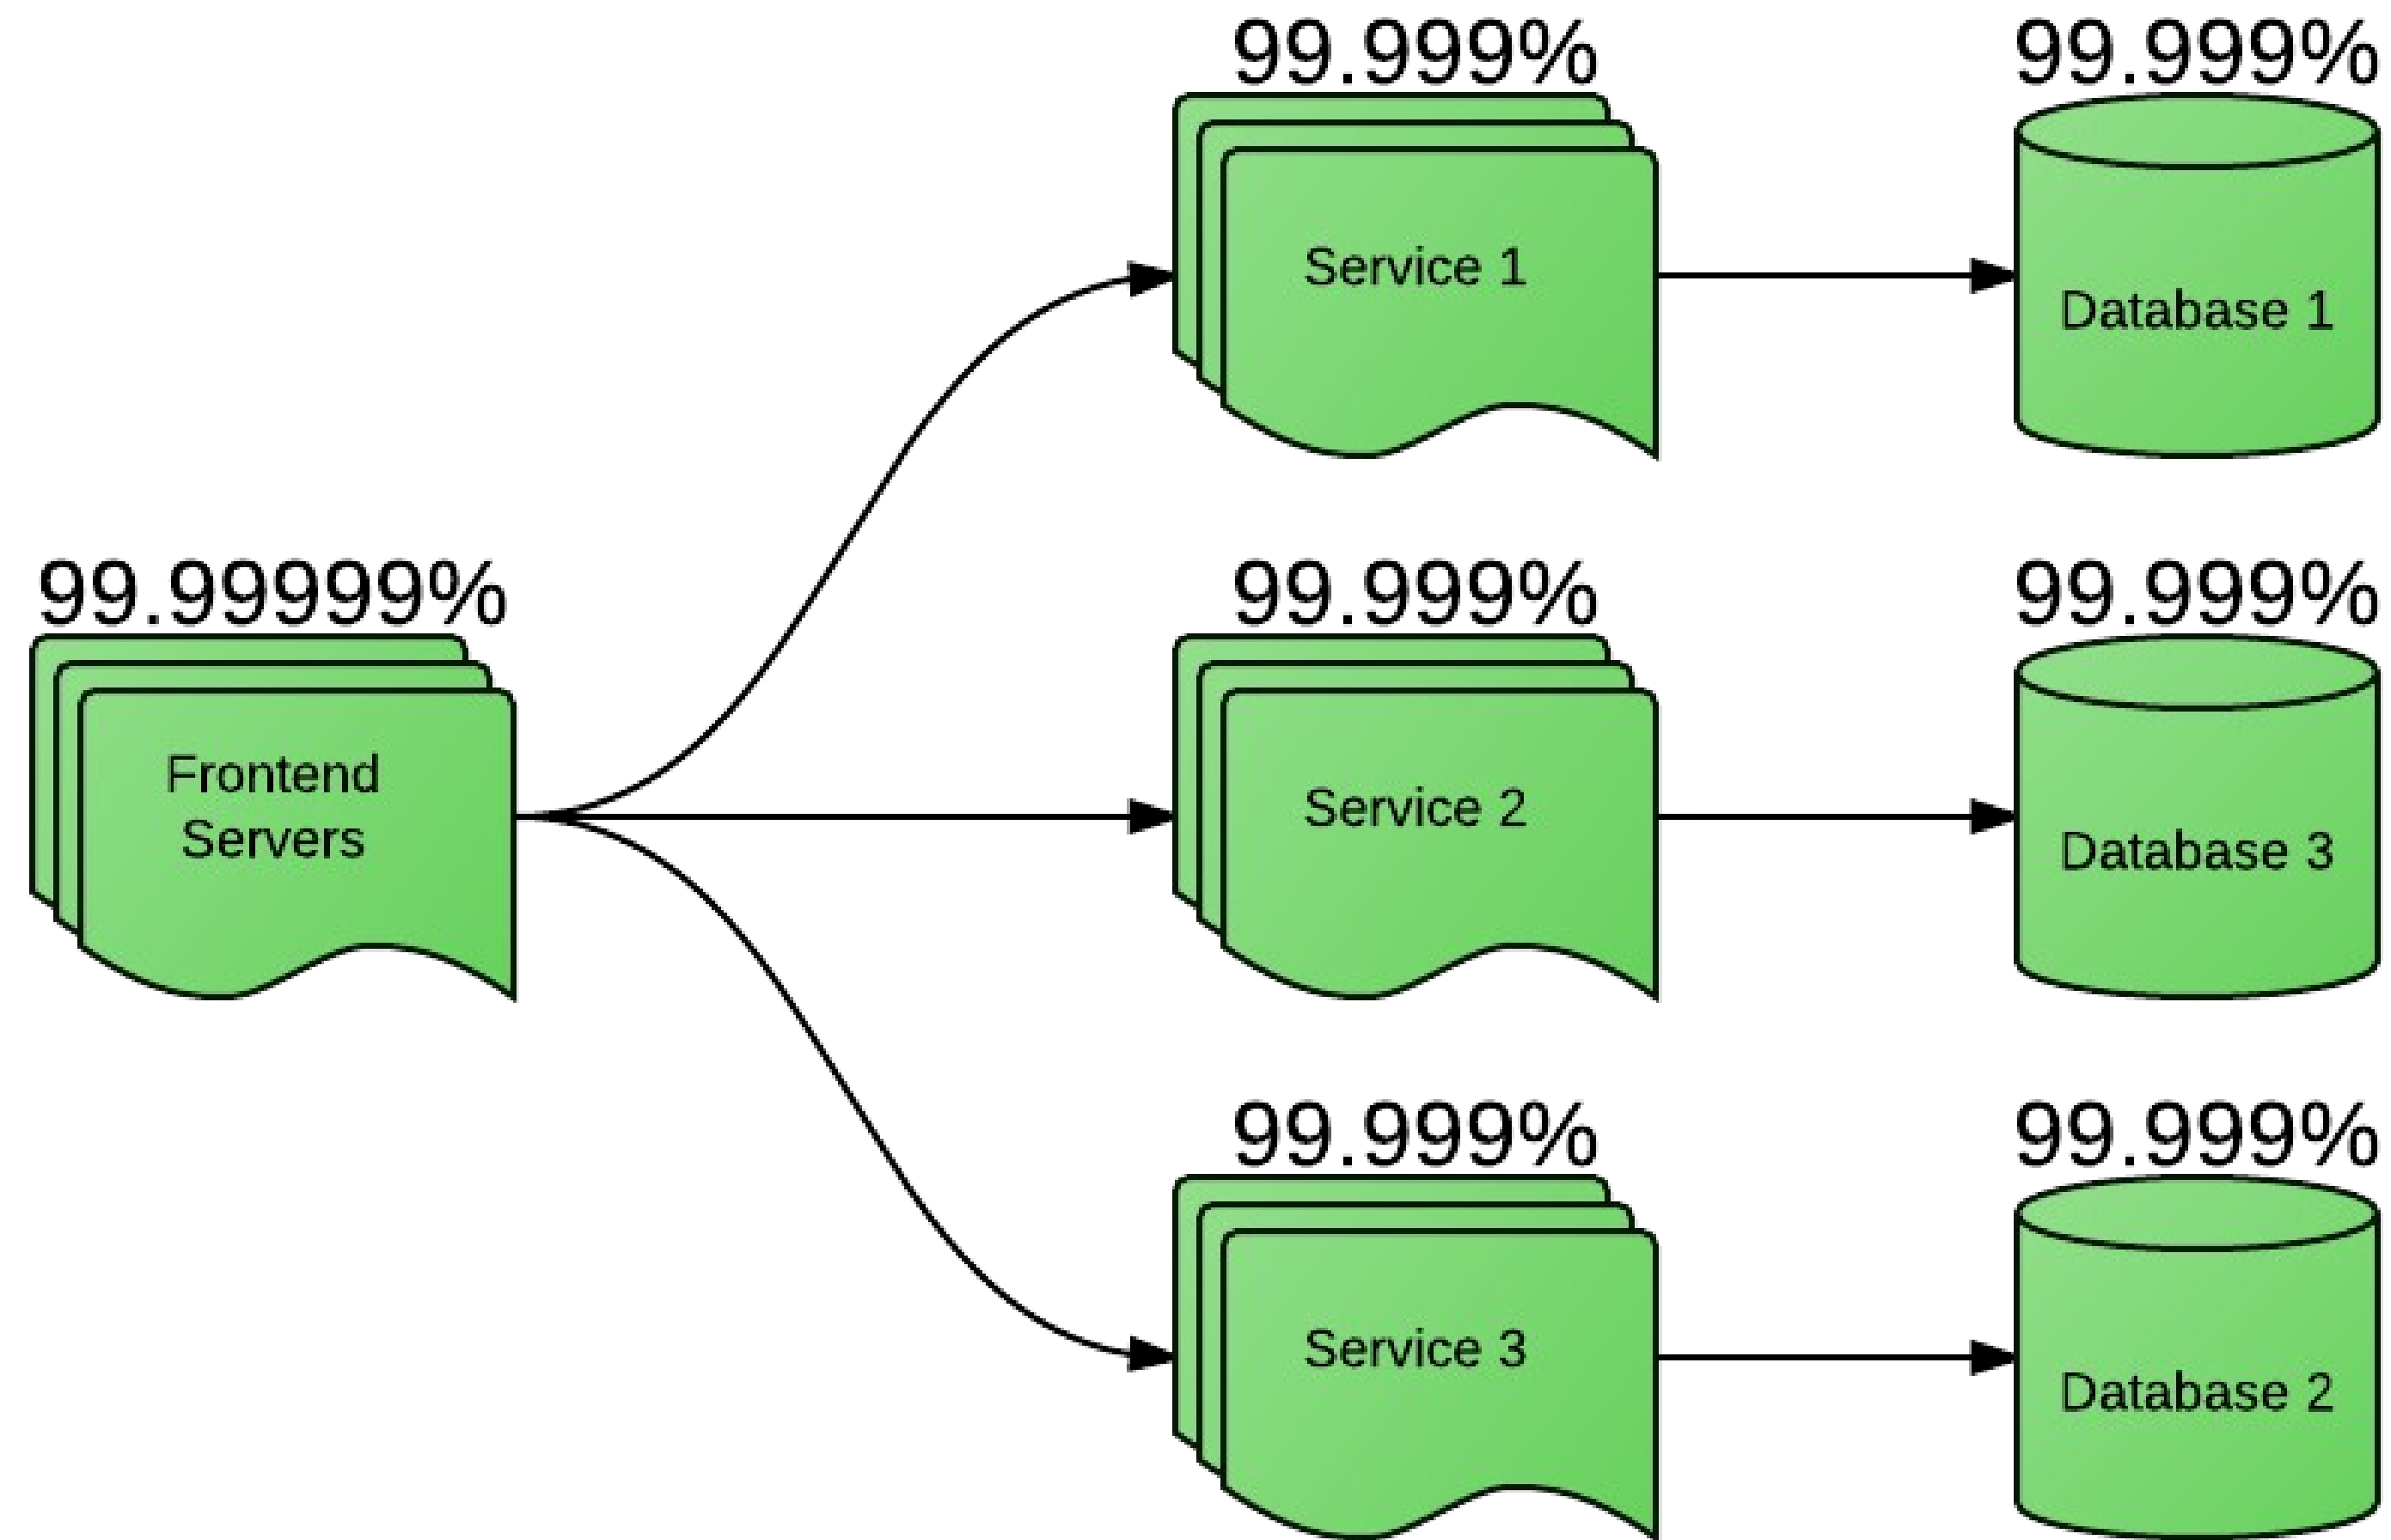 99.999%
99.999%
Service 1
Database 1
99.99999%
99.999%
99.999%
Frontend
Servers
Service 2
Database 3
99.999%
99.999%
Service 3
Database 2